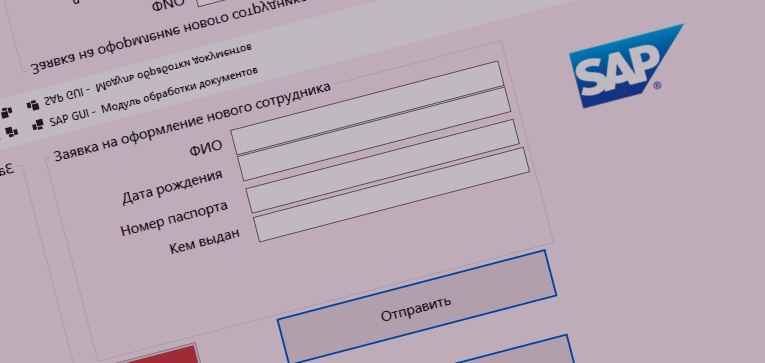 ФИО
Заявка на оформление нового сотрудника
SAP GUI - Модуль обработки документов
SAP GUI - Модуль обработки документов
SAP ®
Заявка на оформление нового сотрудника
ФИО
Дата рождения
Номер паспорта
Кем выдан
Отправить